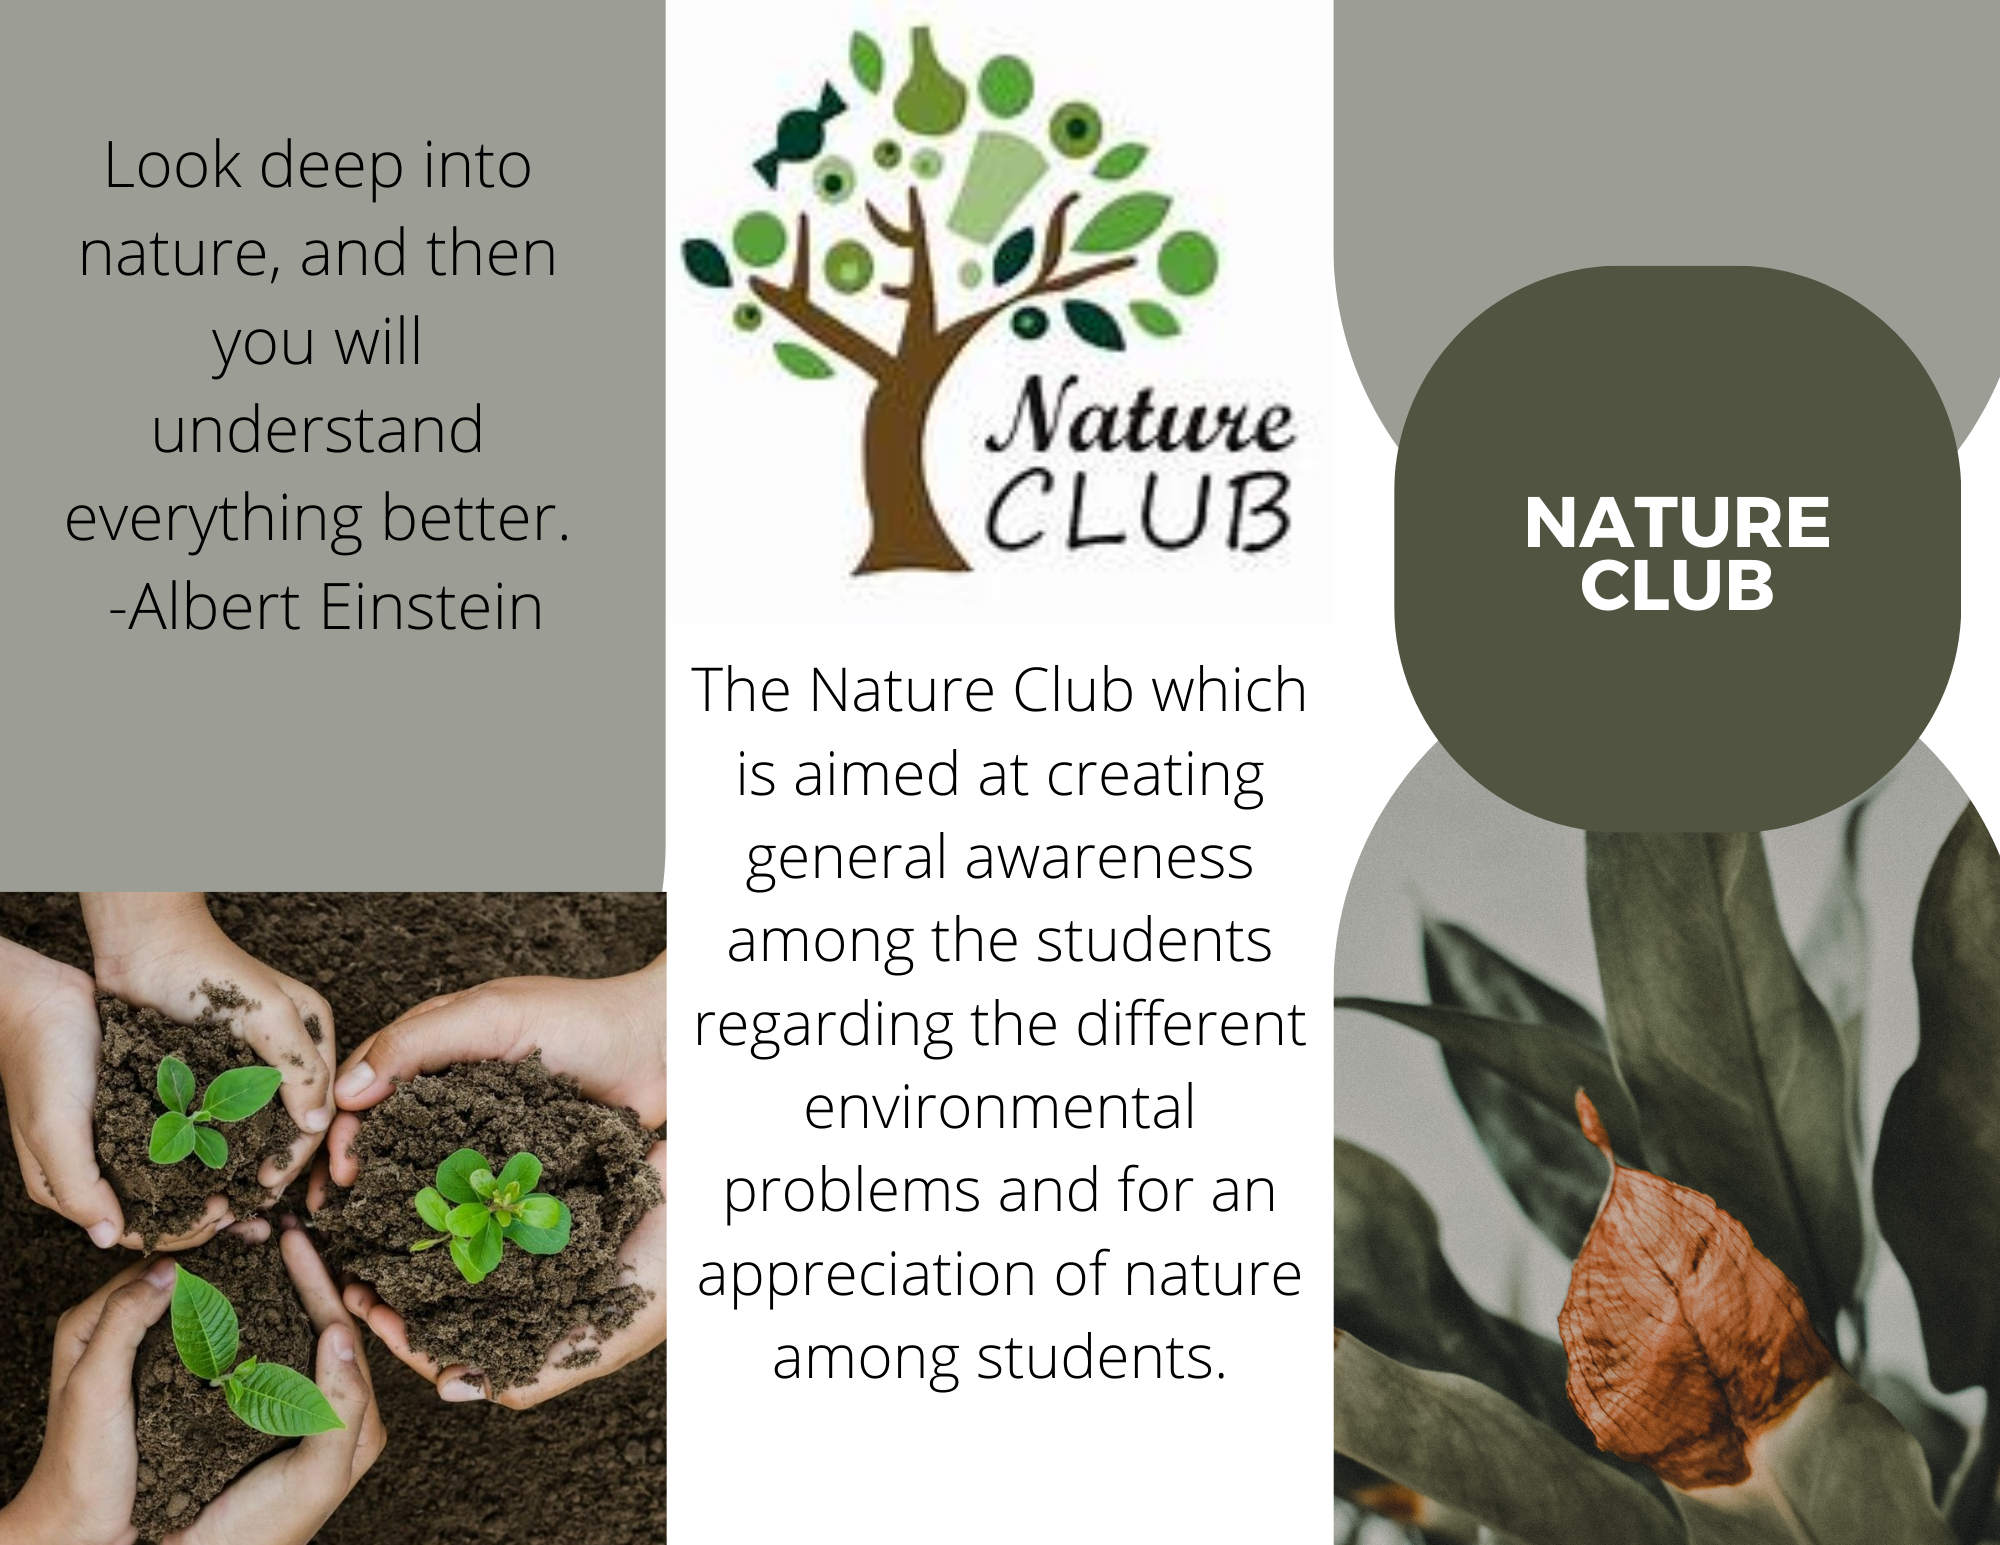 Look deep into
nature, and then
you will
understand
everything better.
-Albert Einstein
Nature
CLUB
The Nature Club which
is aimed at creating
general awareness
among the students
regarding the different
environmental
problems and for an
appreciation of nature
among students.
NATURE
CLUB